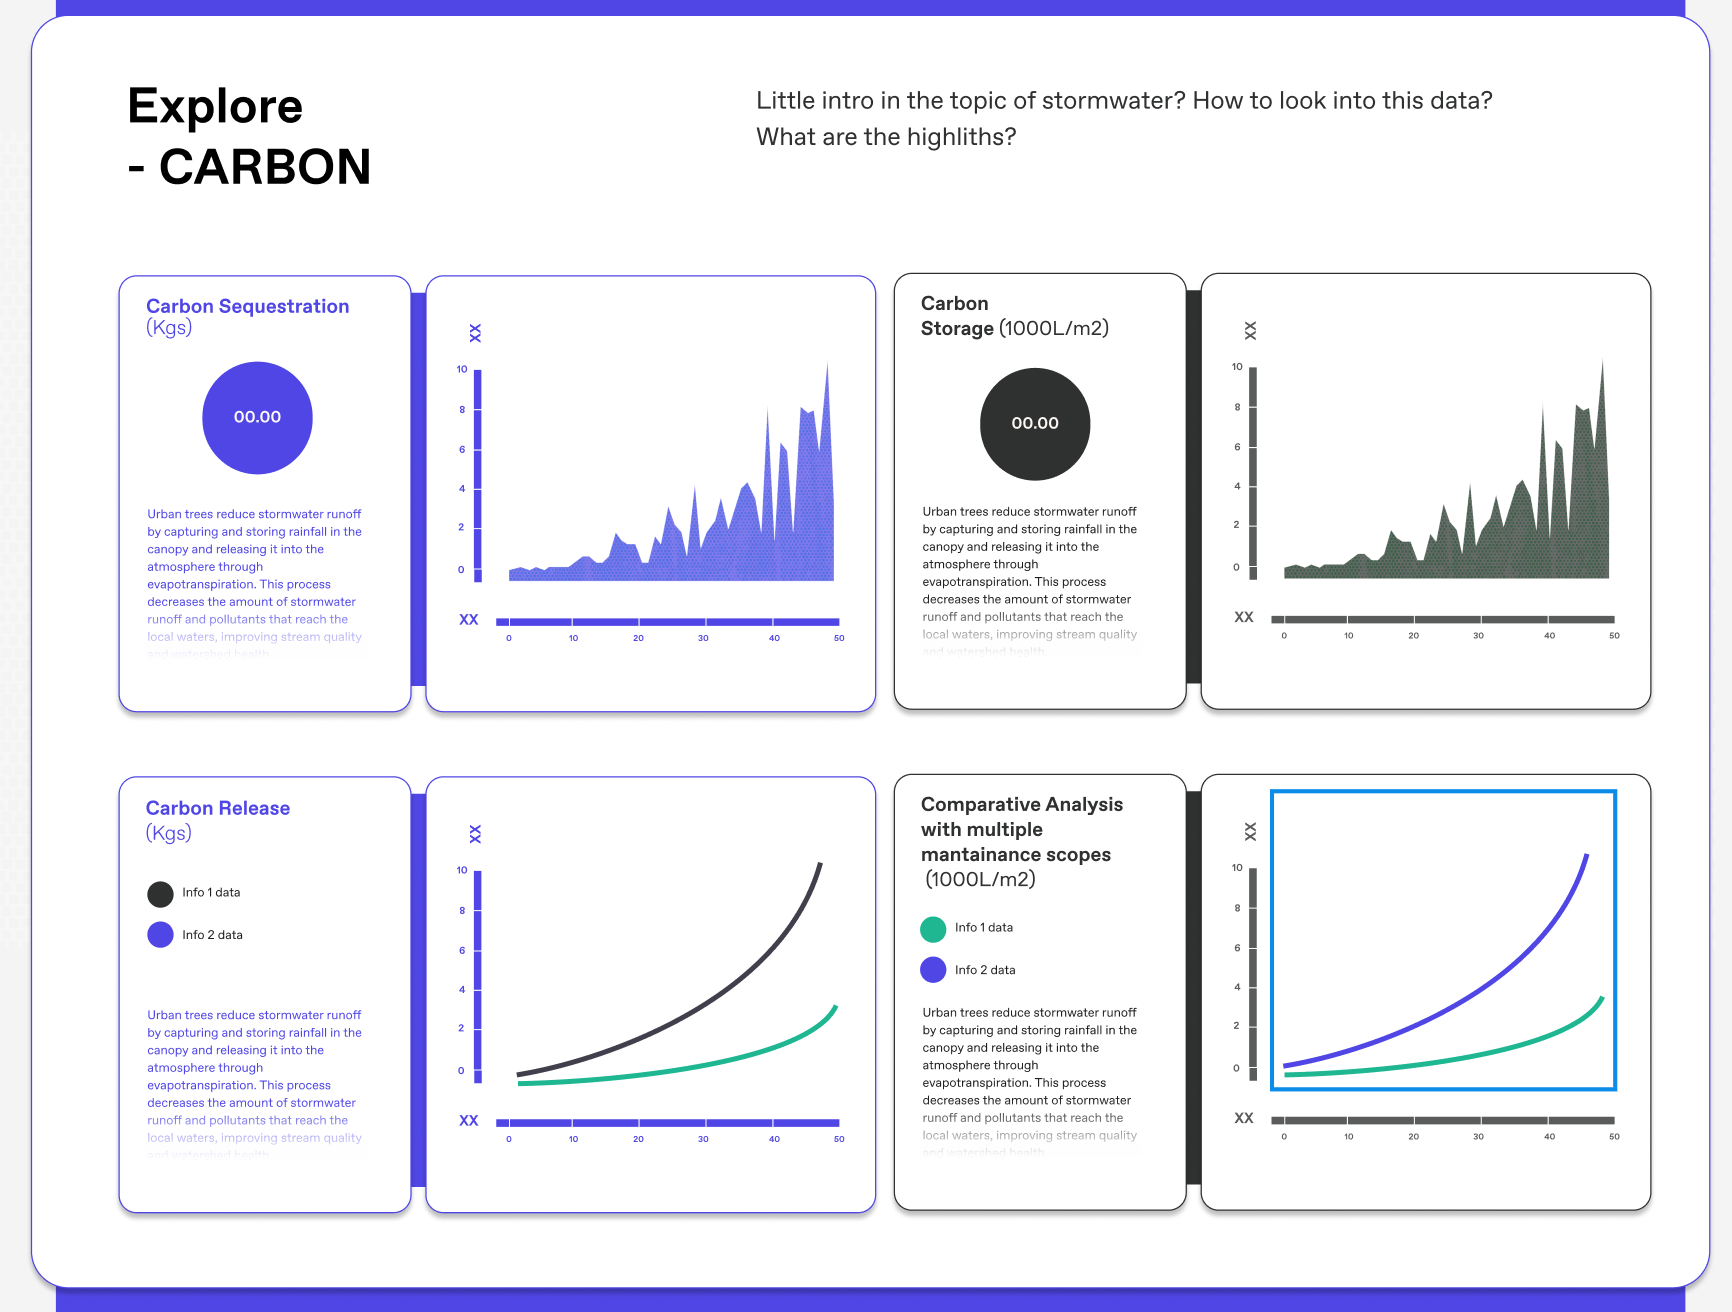 Explore
- CARBON
Little intro in the topic of stormwater? How to look into this data?
What are the highliths?
Carbon Sequestration
(Kgs)
00.00
Urban trees reduce stormwater runoff
by capturing and storing rainfall in the
canopy and releasing it into the
atmosphere through
evapotranspiration. This process
decreases the amount of stormwater
runoff and pollutants that reach the
local waters, improving stream quality
and watershed health.
XX
10
8
6
4
2
0
XX
0 10 20 30 40 50
Carbon
Storage (1000L/m2)
00.00
Urban trees reduce stormwater runoff
by capturing and storing rainfall in the
canopy and releasing it into the
atmosphere through
evapotranspiration. This process
decreases the amount of stormwater
runoff and pollutants that reach the
local waters, improving stream quality
and watershed health.
XX
10
8
6
4
2
0
XX
0 10 20 30 40 50
Carbon Release
(Kgs)
Info 1 data
Info 2 data
Urban trees reduce stormwater runoff
by capturing and storing rainfall in the
canopy and releasing it into the
atmosphere through
evapotranspiration. This process
decreases the amount of stormwater
runoff and pollutants that reach the
local waters, improving stream quality
and watershed health.
XX
10
8
6
4
2
0
XX
0 10 20 30 40 50
Comparative Analysis
with multiple
mantainance scopes
(1000L/m2)
Info 1 data
Info 2 data
Urban trees reduce stormwater runoff
by capturing and storing rainfall in the
canopy and releasing it into the
atmosphere through
evapotranspiration. This process
decreases the amount of stormwater
runoff and pollutants that reach the
local waters, improving stream quality
and watershed health.
XX
10
8
6
4
2
0
XX
0 10 20 30 40 50